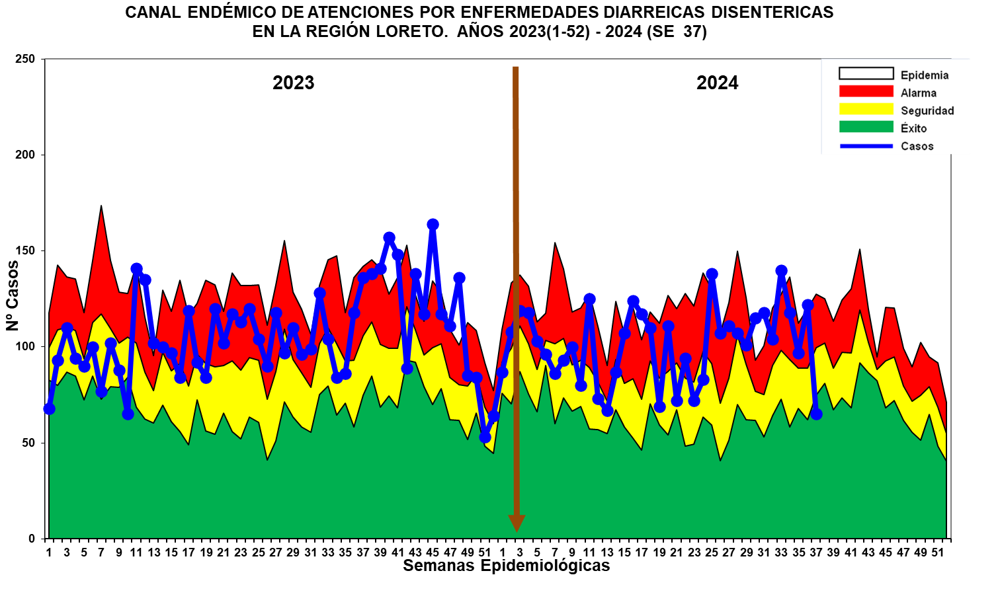 CANAL ENDÉMICO DE ATENCIONES POR ENFERMEDADES DIARREICAS DISENTERICAS
EN LA REGIÓN LORETO. AÑOS 2023(1-52) - 2024 (SE 37)
250
200
150
100
50
0
Nº Casos
2023
2024
Epidemia
Alarma
Seguridad
Éxito
Casos
1 3 5 7 9 11 13 15 17 19 21 23 25 27 29 31 33 35 37 39 41 43 45 47 49 51 1 3 5 7 9 11 13 15 17 19 21 23 25 27 29 31 33 35 37 39 41 43 45 47 49 51
Semanas Epidemiológicas